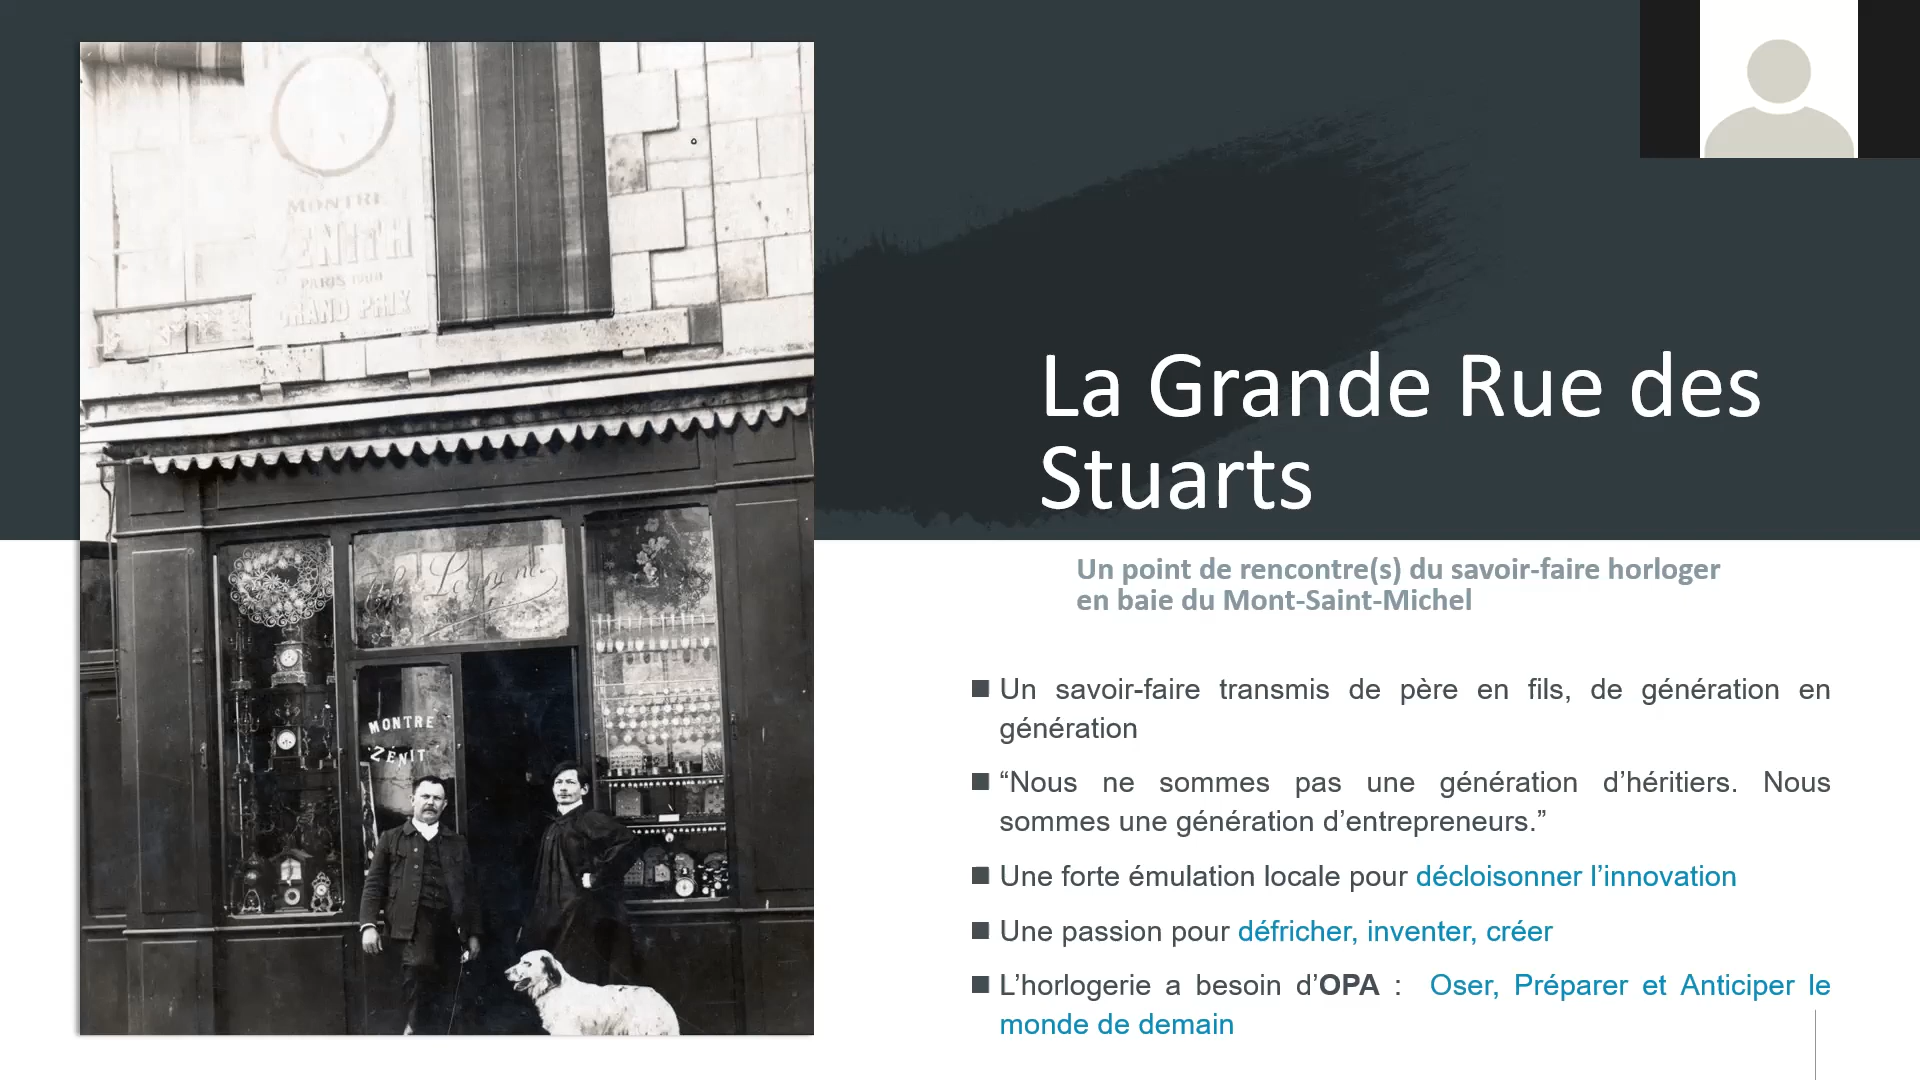 MONTRE
ZENITH
PARIS 1900
GRAND PRIX
MONTRE
ZENIT
La Grande Rue des
Stuarts
Un point de rencontre(s) du savoir-faire horloger
en baie du Mont-Saint-Michel
Un savoir-faire transmis de père en fils, de génération en
génération
“Nous ne sommes pas une génération d’héritiers. Nous
sommes une génération d’entrepreneurs.”
Une forte émulation locale pour décloisonner l’innovation
Une passion pour défricher, inventer, créer
L’horlogerie a besoin d’OPA : Oser, Préparer et Anticiper le
monde de demain